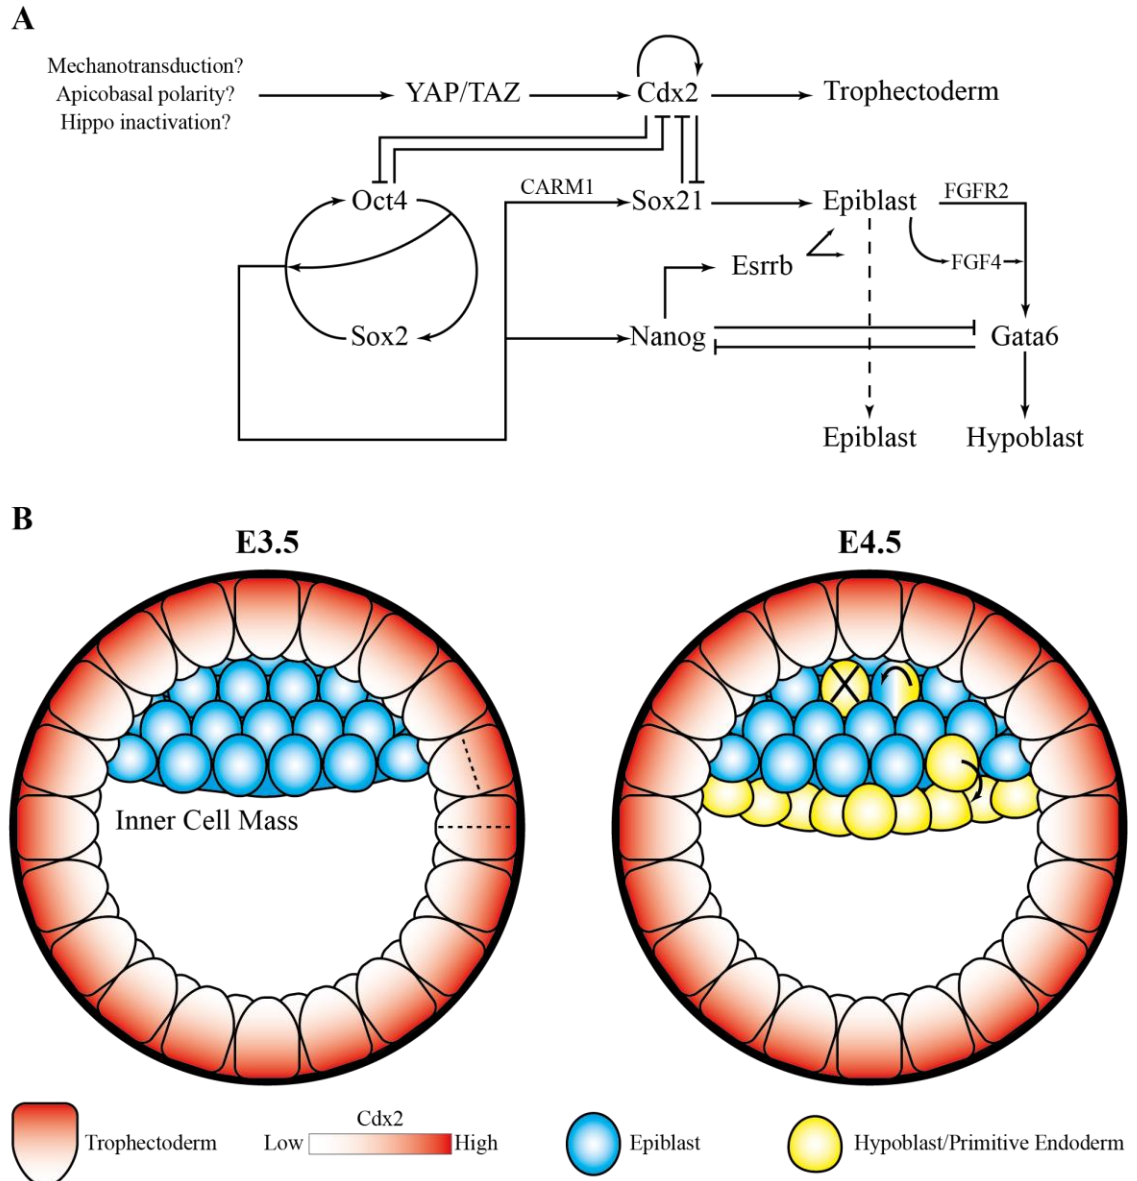 A
Mechanotransduction?
Apicobasal polarity?
Hippo inactivation?
YAP/TAZ
Cdx2
Trophectoderm
Oct4
CARM1
Sox21
Epiblast
FGFR2
Esrrb
FGF4
Sox2
Nanog
Gata6
Epiblast
Hypoblast
B
E3.5
E4.5
Inner Cell Mass
Trophectoderm
Cdx2
Low
High
Epiblast
Hypoblast/Primitive Endoderm